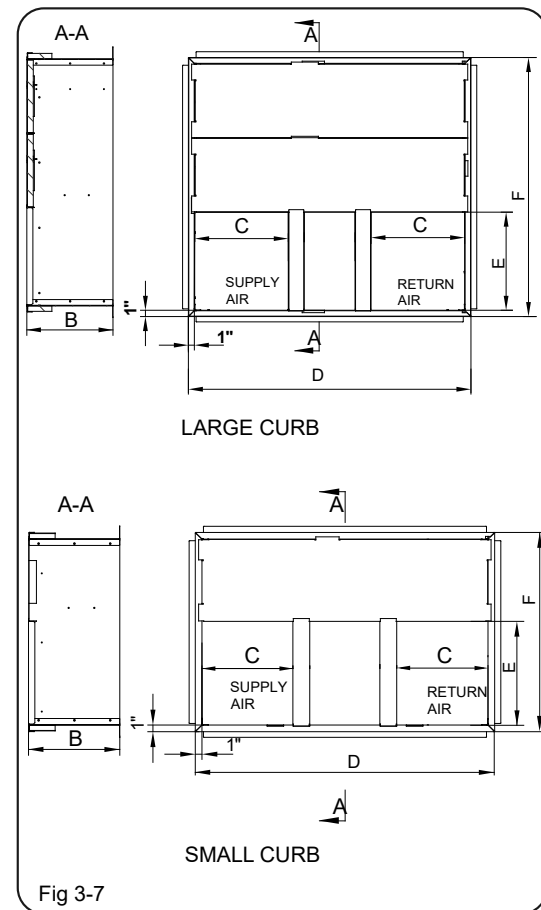 A-A
A
F
C
C
E
SUPPLY
AIR
RETURN
AIR
1"
B
1"
A
D
LARGE CURB
A-A
A
F
C
C
E
SUPPLY
AIR
RETURN
AIR
1"
B
1"
D
A
SMALL CURB
Fig 3-7